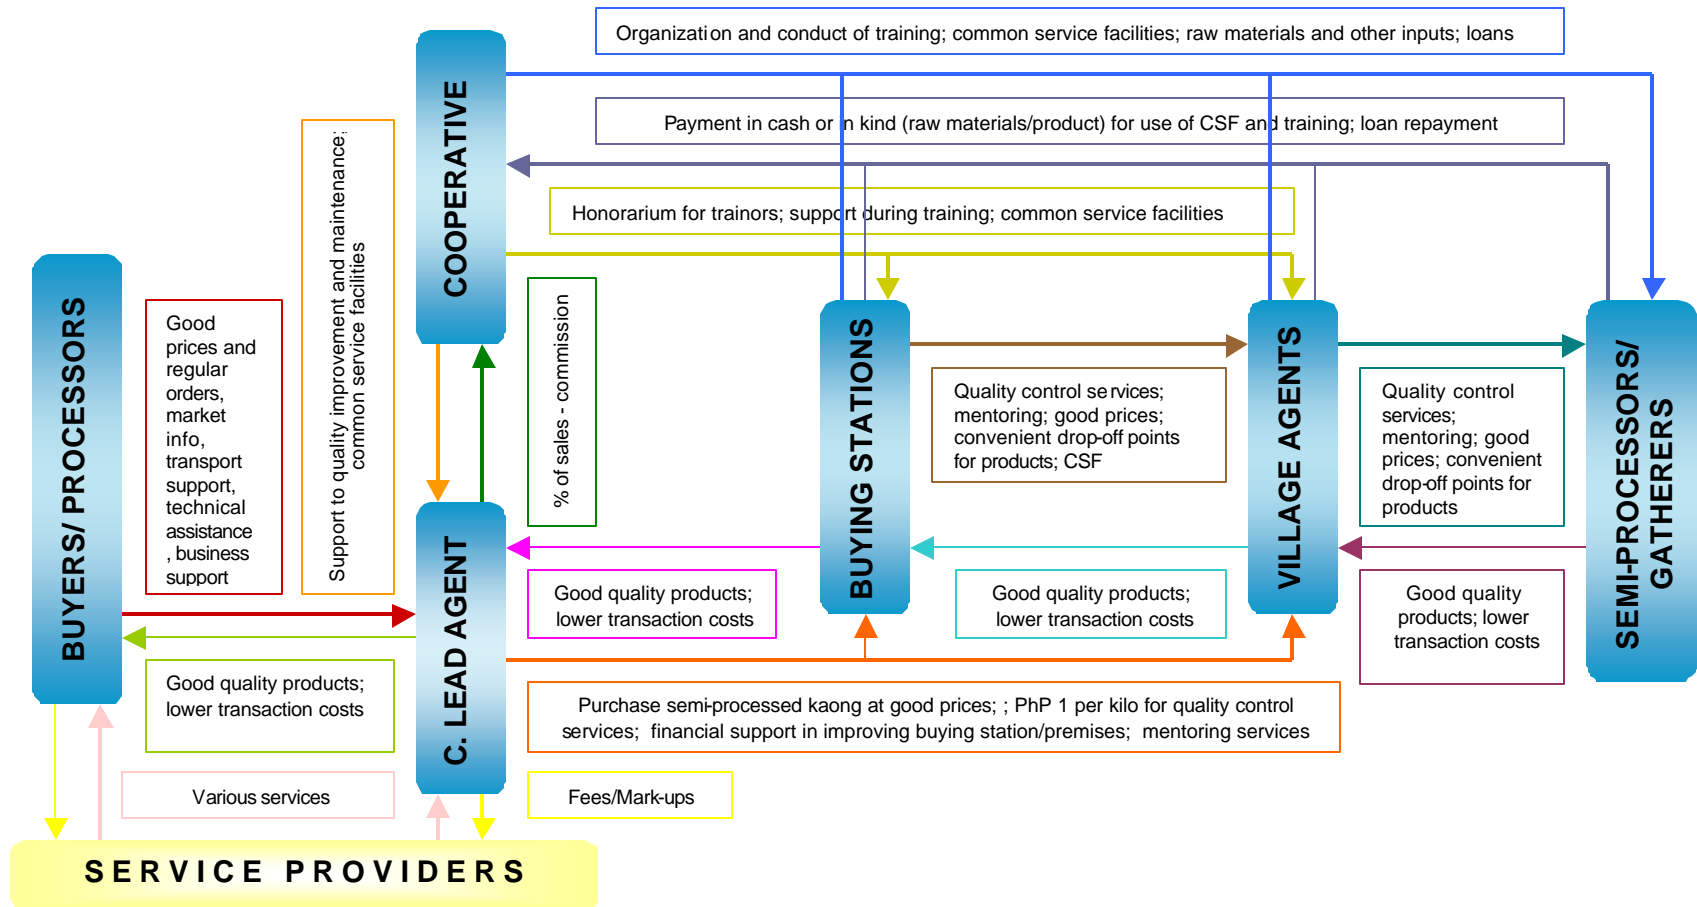 Organization and conduct of training; common service facilities; raw materials and other inputs; loans
COOPERATIVE
Payment in cash or in kind (raw materials/product) for use of CSF and training; loan repayment
Support to quality improvement and maintenance;
common service facilities
Honorarium for trainors; support during training; common service facilities
BUYERS/ PROCESSORS
Good
prices and
regular
orders,
market
info,
transport
support,
technical
assistance
, business
support
% of sales - commission
BUYING STATIONS
VILLAGE AGENTS
SEMI-PROCESSORS/
GATHERERS
Quality control services;
mentoring; good prices;
convenient drop-off points
for products; CSF
Quality control
services;
mentoring; good
prices; convenient
drop-off points for
products
C. LEAD AGENT
Good quality products;
lower transaction costs
Good quality products;
lower transaction costs
Good quality
products; lower
transaction costs
Good quality products;
lower transaction costs
Purchase semi-processed kaong at good prices; ; PhP 1 per kilo for quality control
services; financial support in improving buying station/premises; mentoring services
Various services
Fees/Mark-ups
SERVICE PROVIDERS